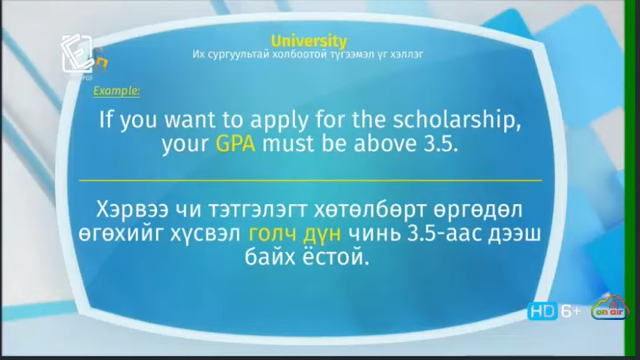 University
Их сургуультай холбоотой түгээмэл үг хэллэг
Example:
If you want to apply for the scholarship,
your GPA must be above 3.5.
Хэрвээ чи тэтгэлэгт хөтөлбөрт өргөдөл
өгөхийг хүсвэл голч дүн чинь 3.5-аас дээш
байх ёстой.
HD 6+
on air